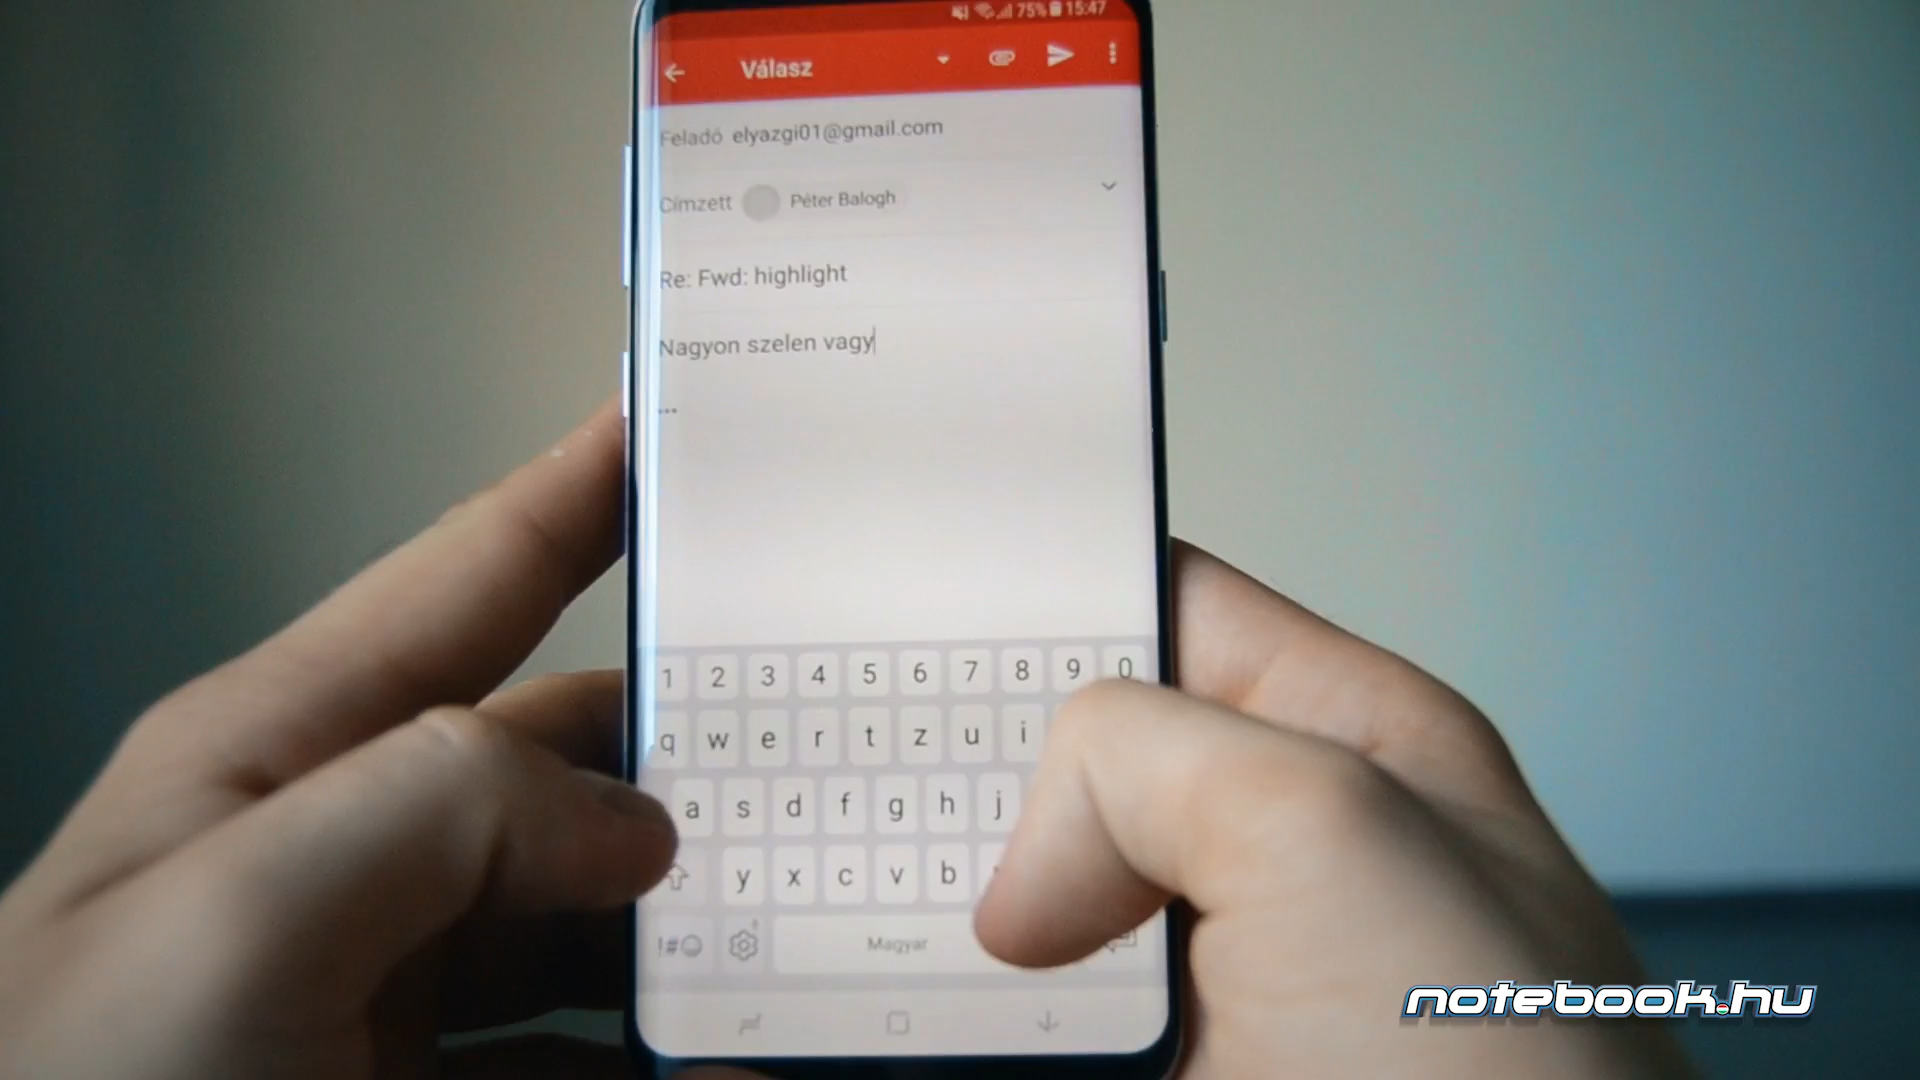 75% 15:47
Válasz
Feladó elyazgi01@gmail.com
Címzett Péter Balogh
Re: Fwd: highlight
Nagyon szelen vagy
...
1 2 3 4 5 6 7 8 9 0
q w e r t z u i
a s d f g h j
y x c v b
!#☺ Magyar
notebook.hu